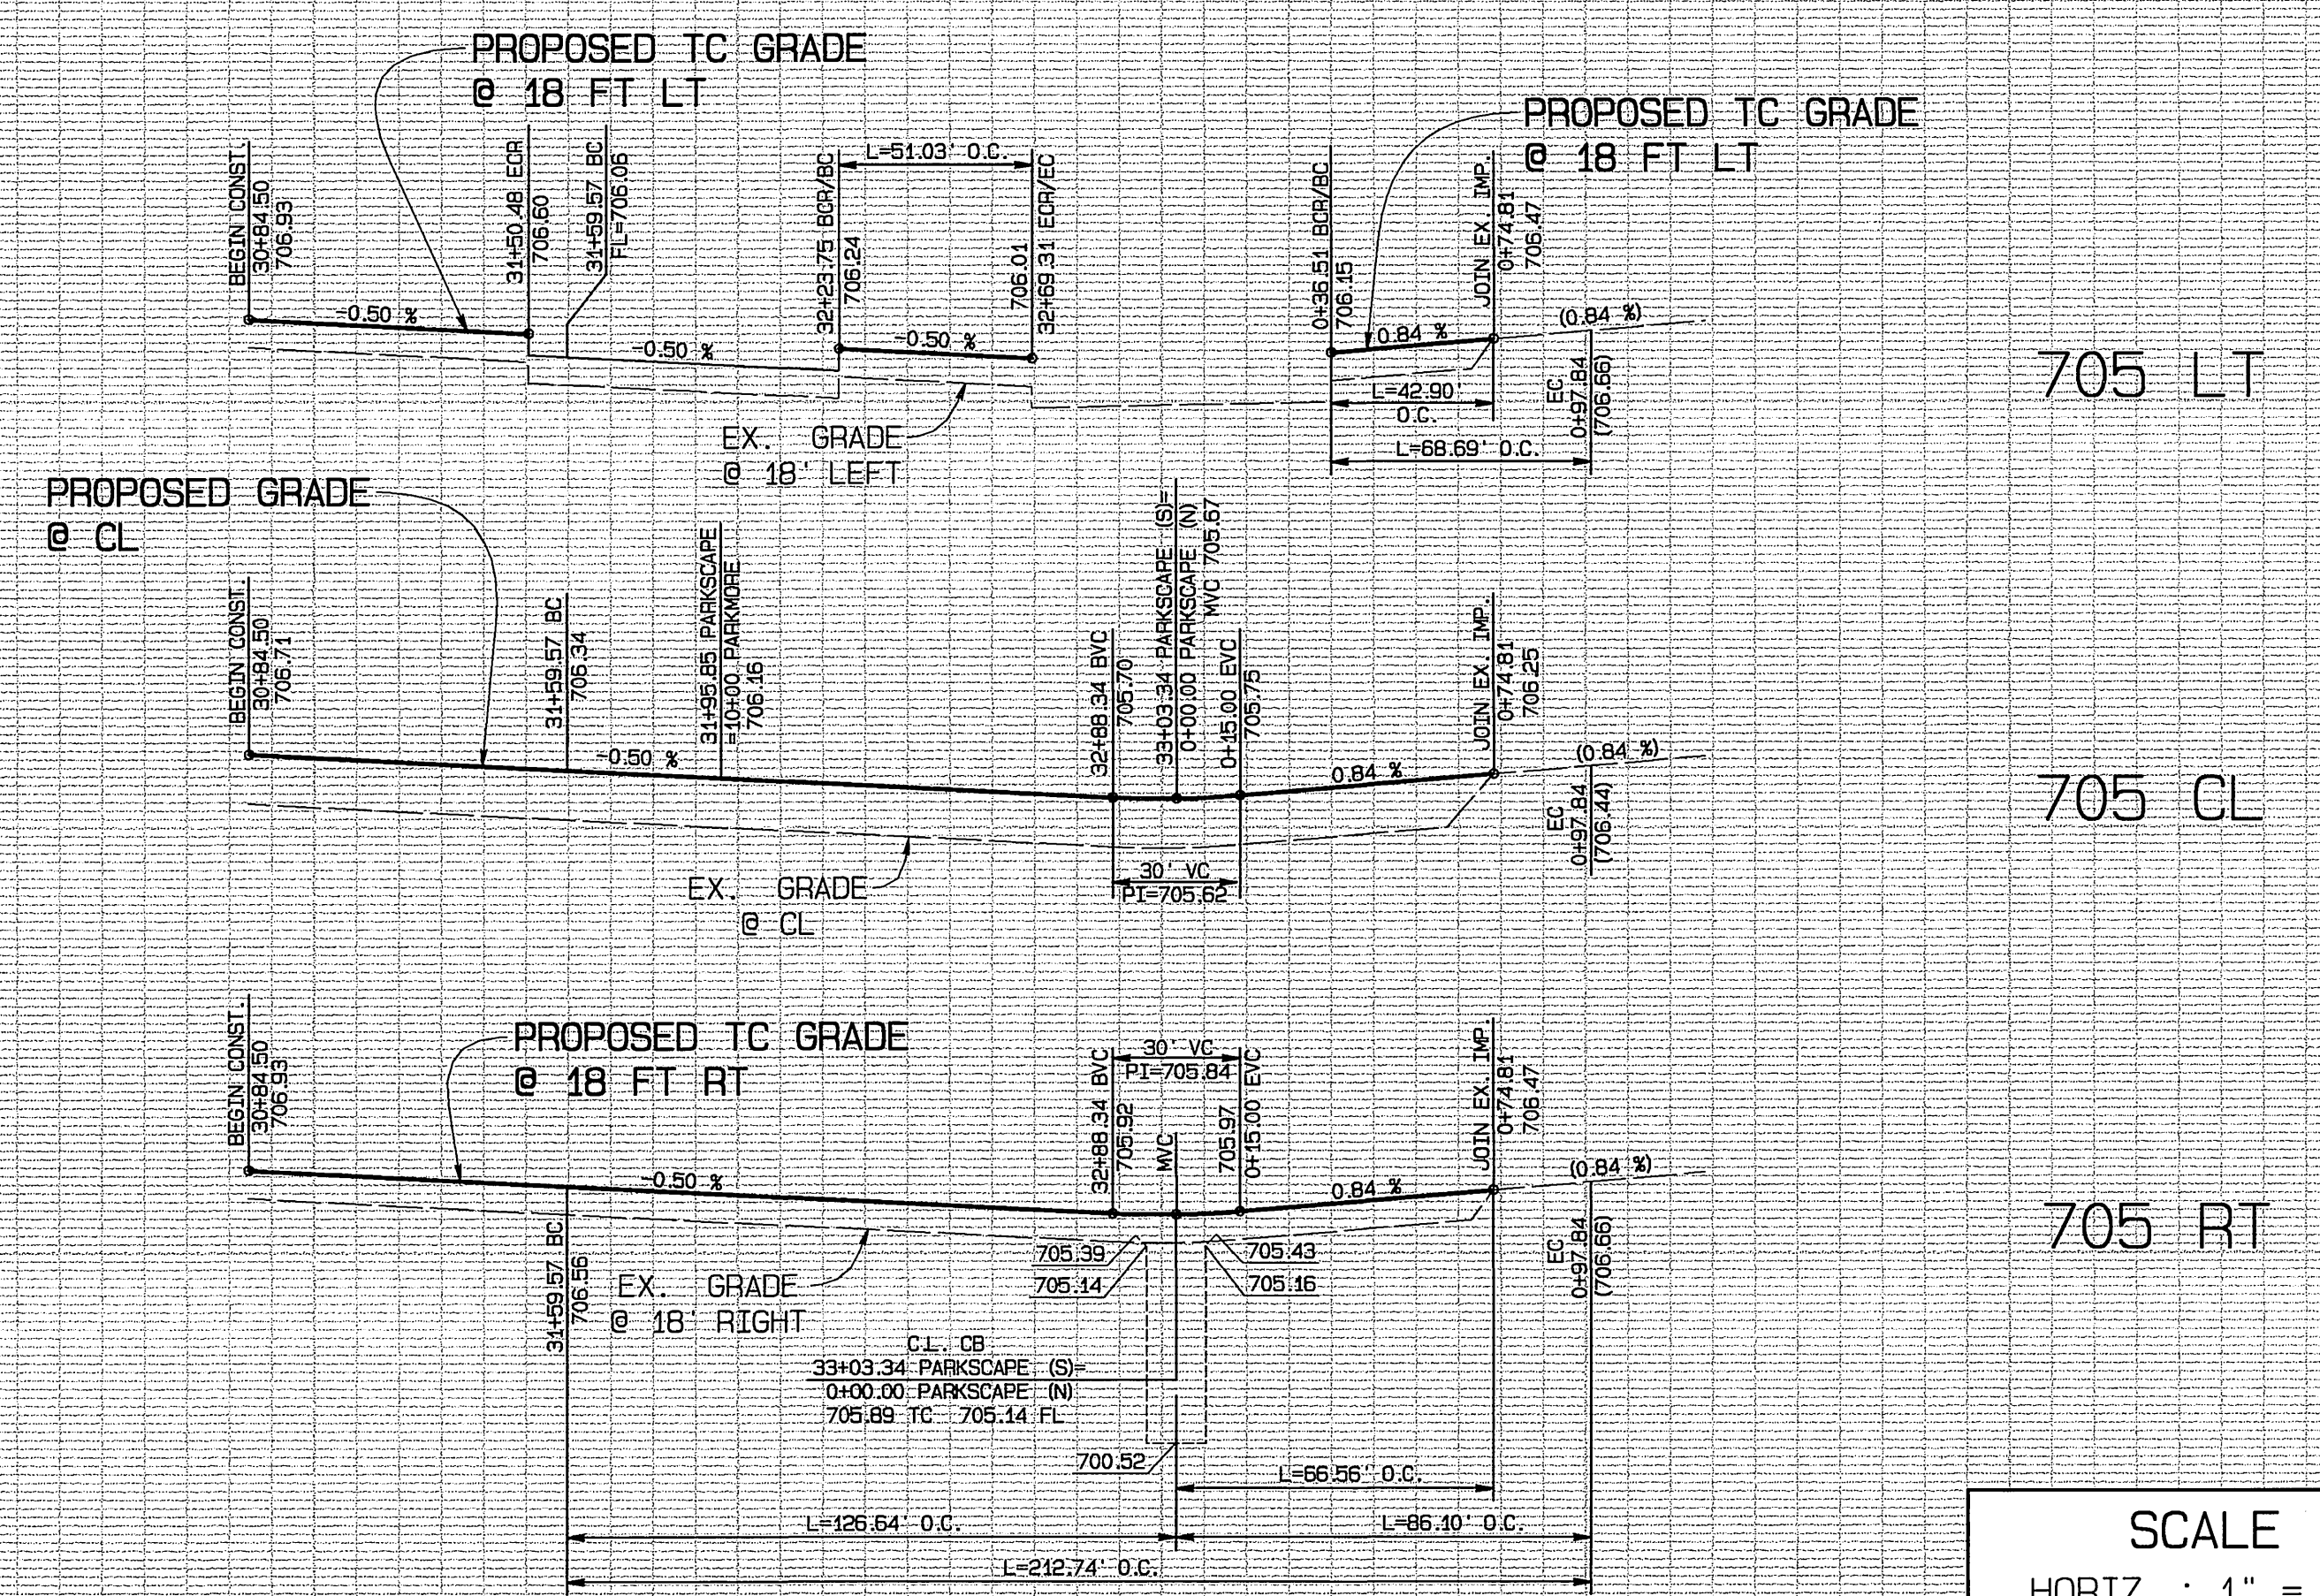 PROPOSED TC GRADE
@ 18 FT LT
PROPOSED TC GRADE
@ 18 FT LT
BEGIN CONST.
30+84.50
706.93
31+50.48 ECR
706.60
31+59.57 BC
FL=706.06
32+23.75 BCR/BC
706.24
L=51.03' O.C.
706.01
32+69.31 ECR/EC
0+36.51 BCR/BC
706.15
JOIN EX. IMP.
0+74.81
706.47
-0.50 %
-0.50 %
-0.50 %
0.84 %
(0.84 %)
EC
0+97.84
(706.66)
L=42.90'
O.C.
L=68.69' O.C.
EX. GRADE
@ 18' LEFT
705 LT
PROPOSED GRADE
@ CL
BEGIN CONST.
30+84.50
706.71
31+59.57 BC
706.34
31+95.85 PARKSCAPE
=10+00 PARKMORE
706.16
32+88.34 BVC
705.70
33+03.34 PARKSCAPE (S)=
0+00.00 PARKSCAPE (N)
MVC 705.67
0+15.00 EVC
705.75
JOIN EX. IMP.
0+74.81
706.25
-0.50 %
0.84 %
(0.84 %)
EC
0+97.84
(706.44)
30' VC
PI=705.62
EX. GRADE
@ CL
705 CL
PROPOSED TC GRADE
@ 18 FT RT
BEGIN CONST.
30+84.50
706.93
30' VC
PI=705.84
32+88.34 BVC
705.92
MVC
705.97
0+15.00 EVC
JOIN EX. IMP.
0+74.81
706.47
-0.50 %
0.84 %
(0.84 %)
31+59.57 BC
706.56
EX. GRADE
@ 18' RIGHT
705.39
705.14
705.43
705.16
EC
0+97.84
(706.66)
705 RT
C.L. CB
33+03.34 PARKSCAPE (S)=
0+00.00 PARKSCAPE (N)
705.89 TC 705.14 FL
700.52
L=66.56' O.C.
L=126.64' O.C.
L=86.10' O.C.
L=212.74' O.C.
SCALE
HORIZ. : 1" =